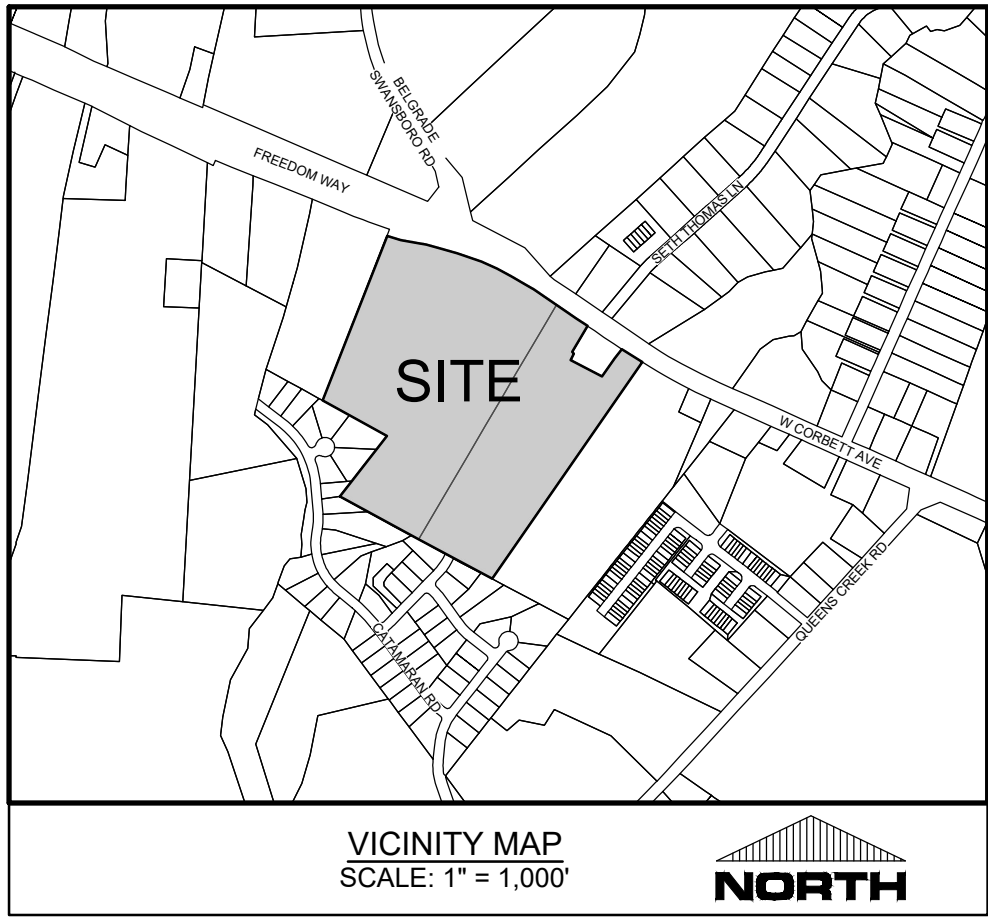 BELGRADE
SWANSBORO RD
FREEDOM WAY
SETH THOMAS LN
SITE
W CORBETT AVE
QUEENS CREEK RD
CATAMARAN RD
VICINITY MAP
SCALE: 1" = 1,000'
NORTH